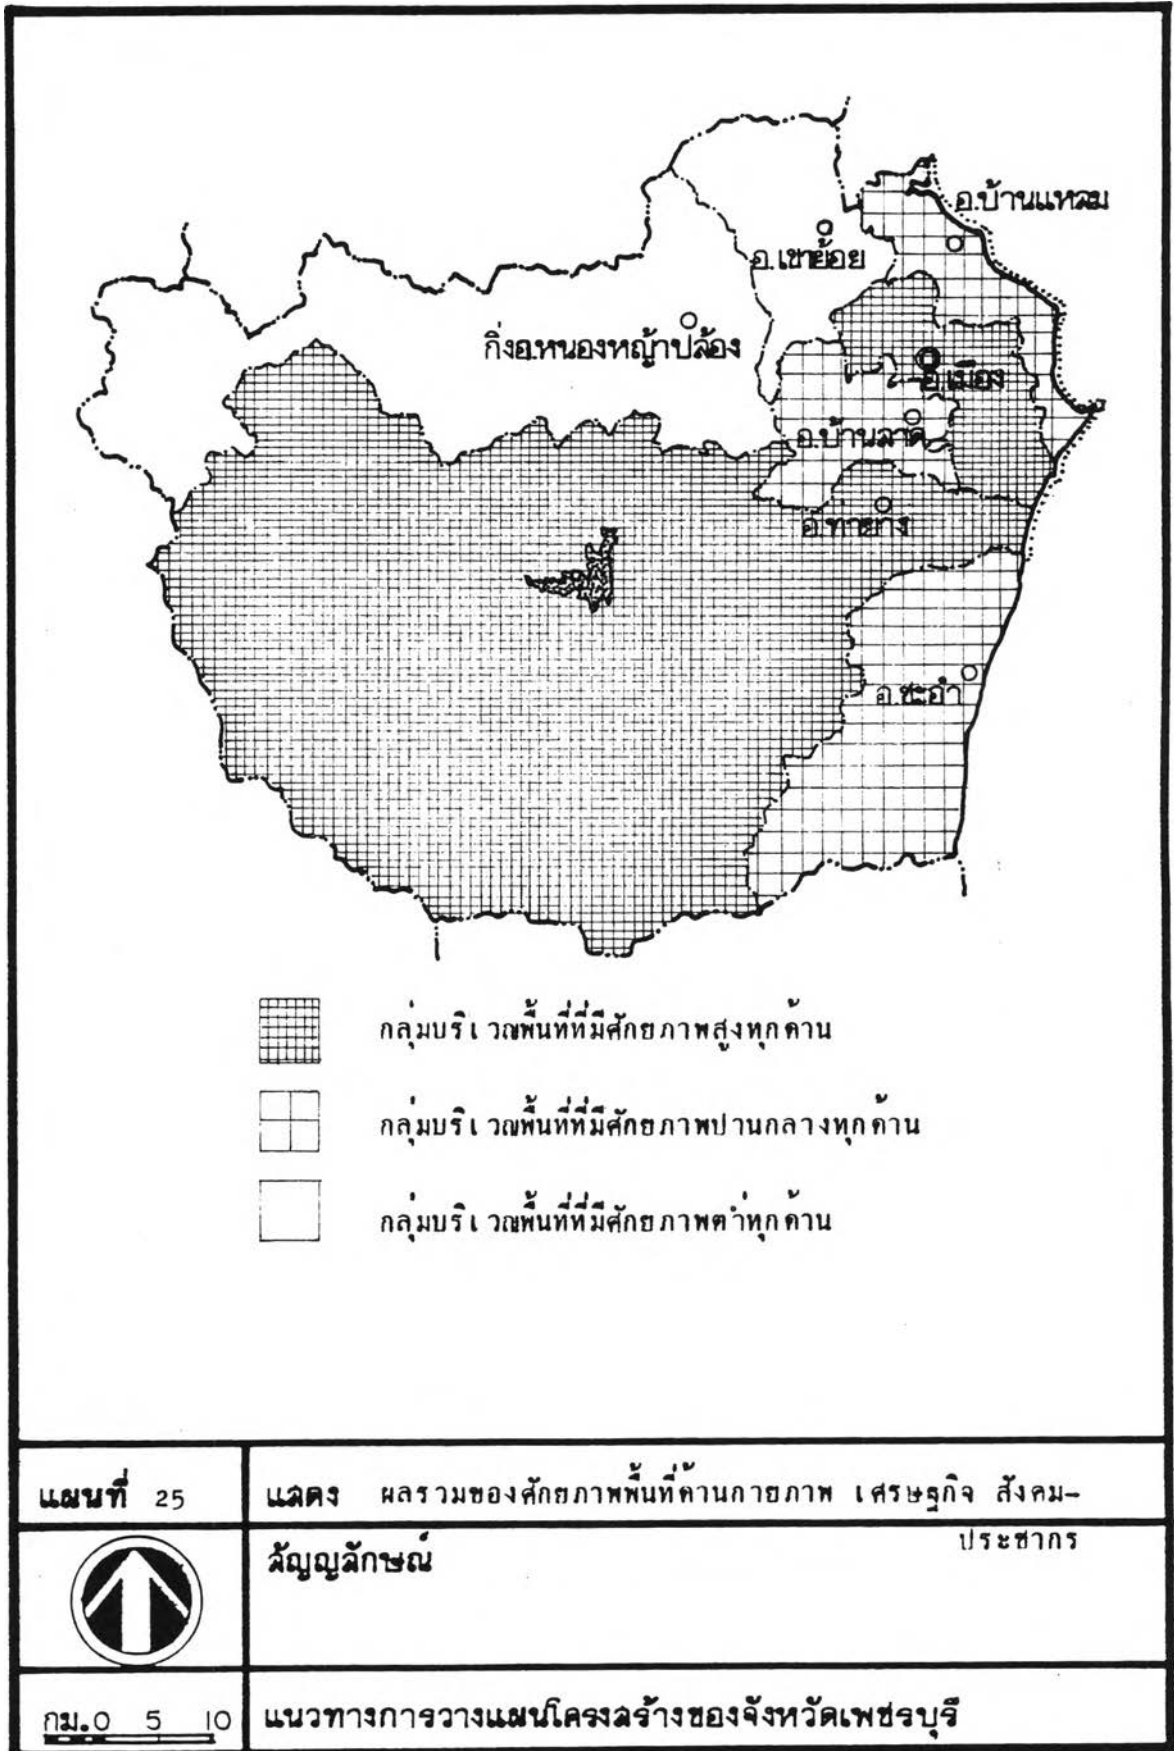 อ.บ้านแหลม
อ.เขาย้อย
กิ่งอ.หนองหญ้าปล้อง
อ.เมือง
อ.บ้านลาด
อ.ท่ายาง
อ.ชะอำ
กลุ่มบริเวณพื้นที่ที่มีศักยภาพสูงทุกด้าน
กลุ่มบริเวณพื้นที่ที่มีศักยภาพปานกลางทุกด้าน
กลุ่มบริเวณพื้นที่ที่มีศักยภาพต่ำทุกด้าน
แผนที่ 25
แสดง ผลรวมของศักยภาพพื้นที่ด้านกายภาพ เศรษฐกิจ สังคม-
ประชากร
สัญญลักษณ์
กม. 0 5 10
แนวทางการวางแผนโครงสร้างของจังหวัดเพชรบุรี